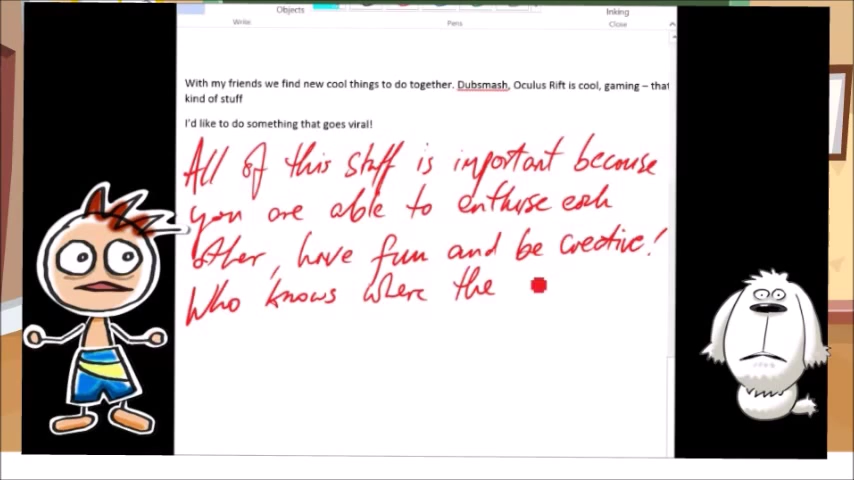 Objects
Inking
Write
Pens
Close
With my friends we find new cool things to do together. Dubsmash, Oculus Rift is cool, gaming – that
kind of stuff
I'd like to do something that goes viral!
All of this stuff is important because
you are able to enthuse each
other, have fun and be creative!
Who knows where the